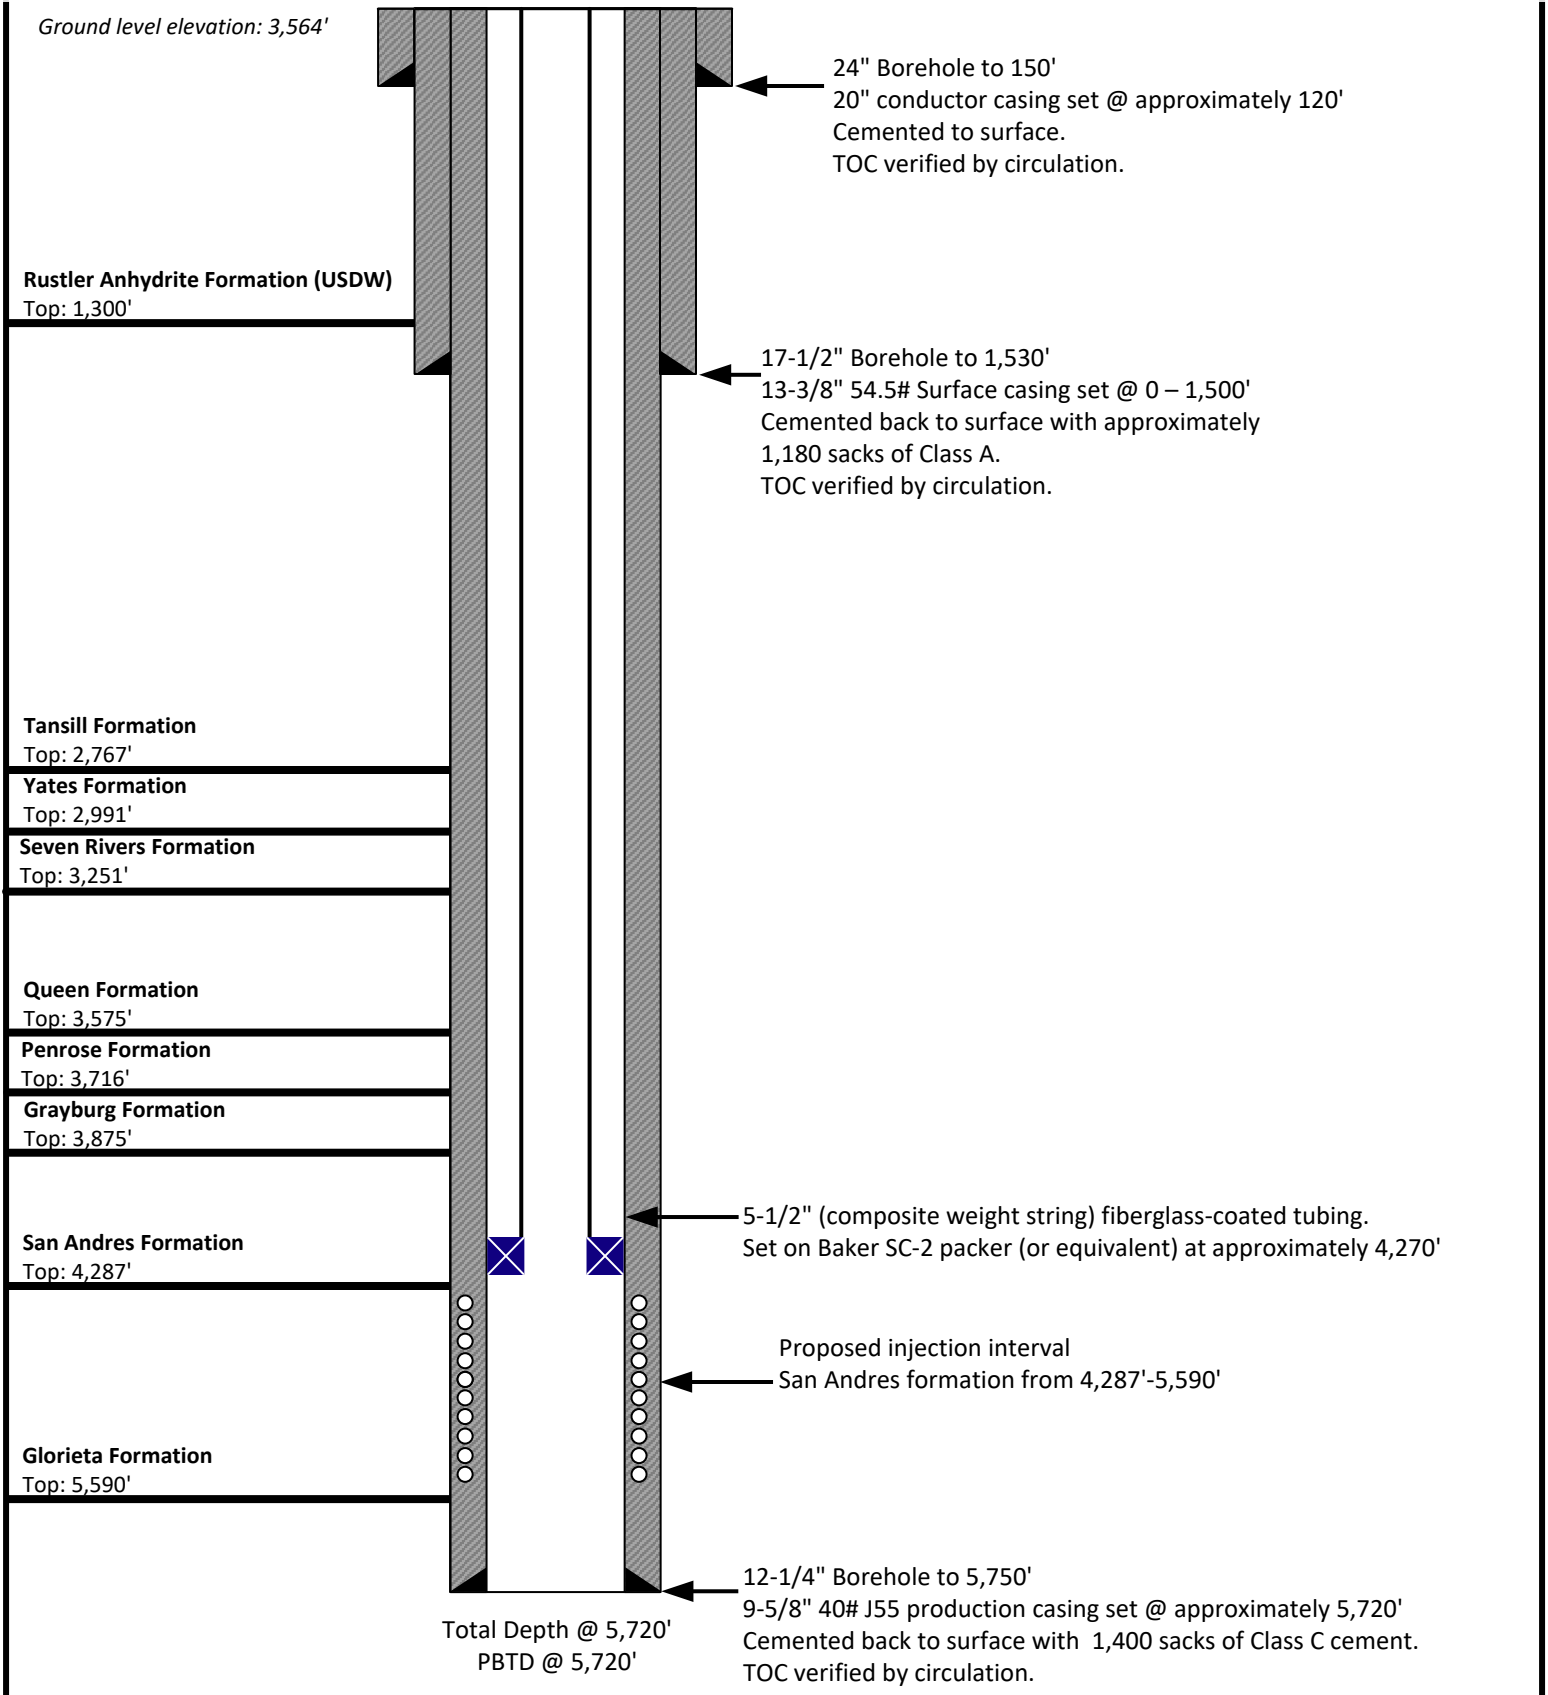 Ground level elevation: 3,564'
24" Borehole to 150'
20" conductor casing set @ approximately 120'
Cemented to surface.
TOC verified by circulation.
Rustler Anhydrite Formation (USDW)
Top: 1,300'
17-1/2" Borehole to 1,530'
13-3/8" 54.5# Surface casing set @ 0 – 1,500'
Cemented back to surface with approximately
1,180 sacks of Class A.
TOC verified by circulation.
Tansill Formation
Top: 2,767'
Yates Formation
Top: 2,991'
Seven Rivers Formation
Top: 3,251'
Queen Formation
Top: 3,575'
Penrose Formation
Top: 3,716'
Grayburg Formation
Top: 3,875'
5-1/2" (composite weight string) fiberglass-coated tubing.
Set on Baker SC-2 packer (or equivalent) at approximately 4,270'
San Andres Formation
Top: 4,287'
Proposed injection interval
San Andres formation from 4,287'-5,590'
Glorieta Formation
Top: 5,590'
12-1/4" Borehole to 5,750'
9-5/8" 40# J55 production casing set @ approximately 5,720'
Cemented back to surface with 1,400 sacks of Class C cement.
TOC verified by circulation.
Total Depth @ 5,720'
PBTD @ 5,720'